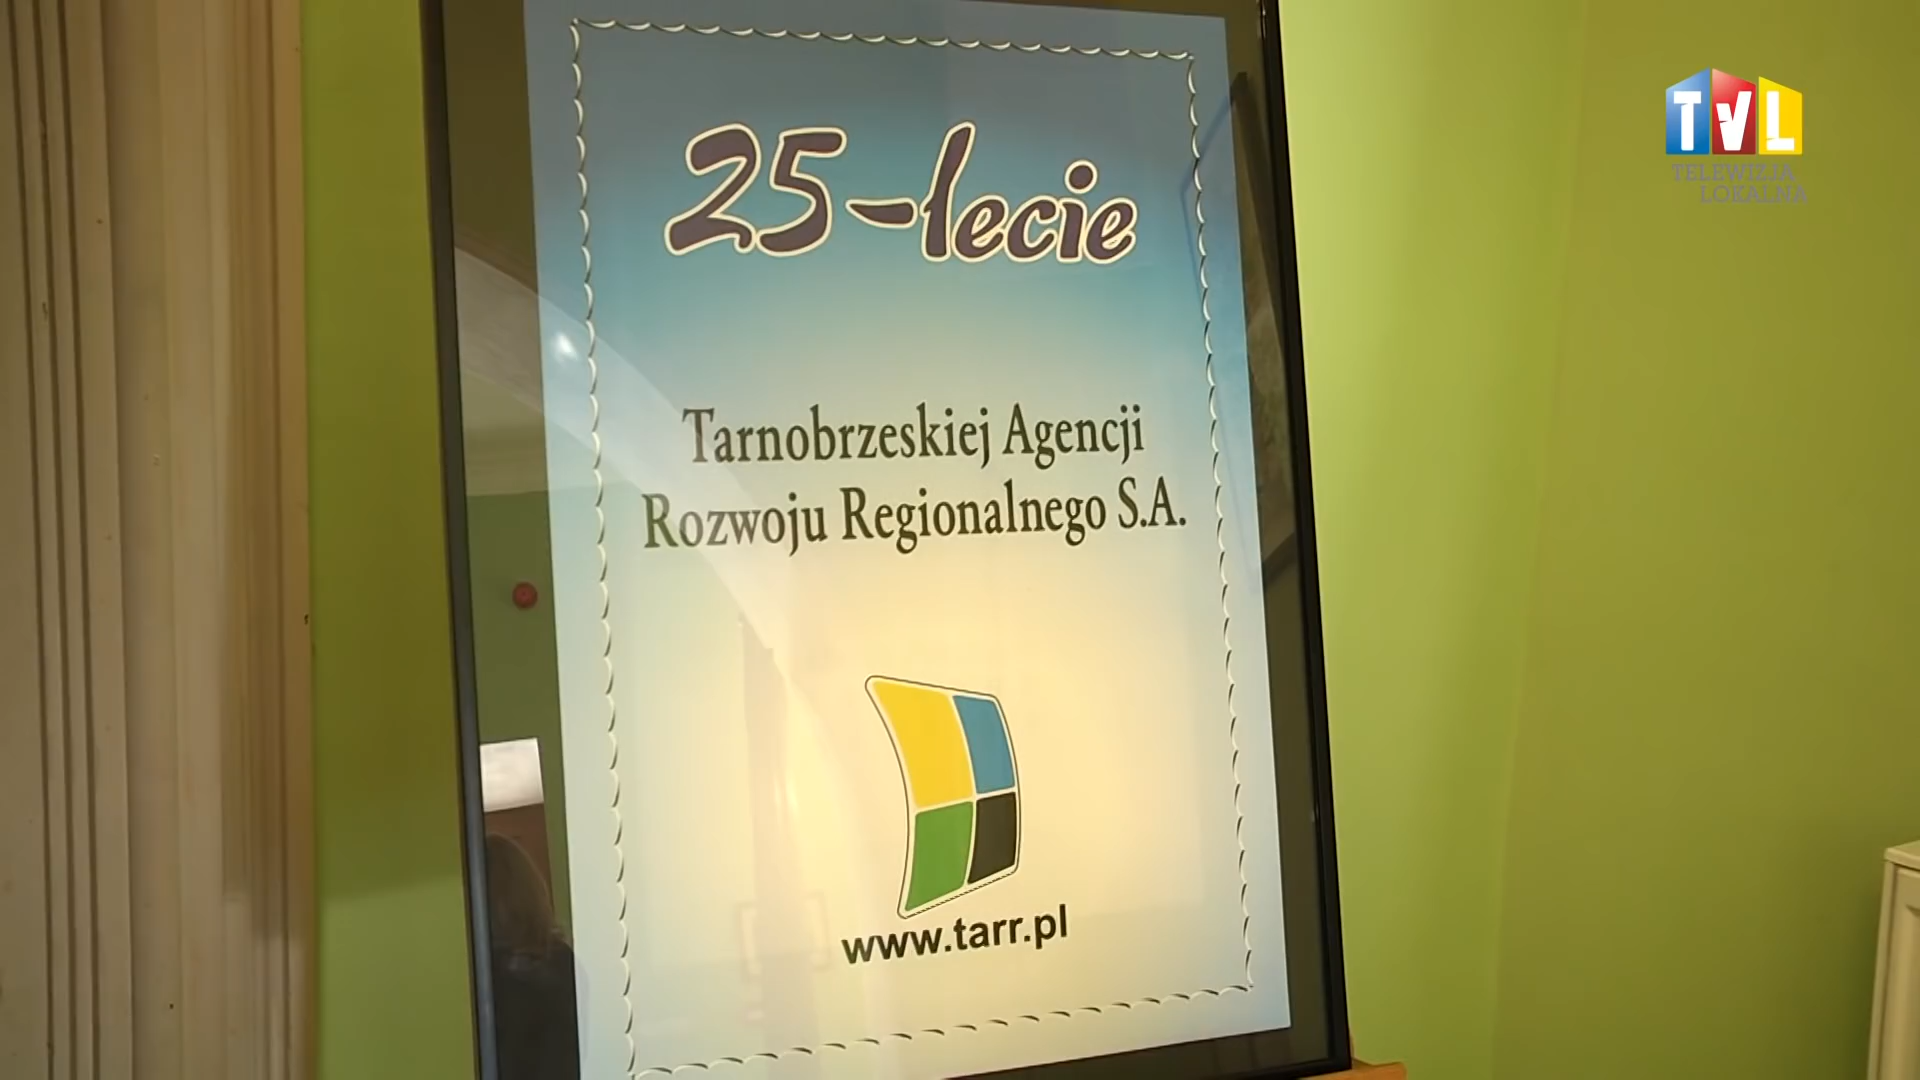 25-lecie
Tarnobrzeskiej Agencji
Rozwoju Regionalnego S.A.
www.tarr.pl
TVL
TELEWIZJA
LOKALNA